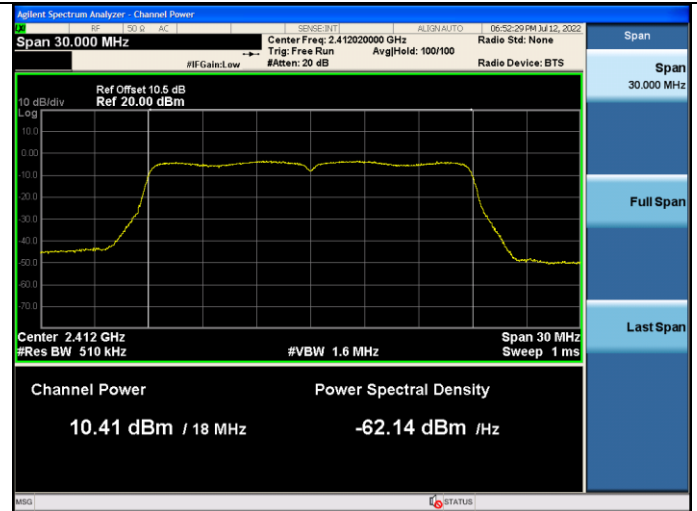 Agilent Spectrum Analyzer - Channel Power
RF 50 Ω AC SENSE:INT ALIGN AUTO 06:52:29 PM Jul 12, 2022
Span 30.000 MHz
Center Freq: 2.412020000 GHz
Radio Std: None
Trig: Free Run Avg|Hold: 100/100
#IFGain:Low #Atten: 20 dB Radio Device: BTS
Ref Offset 10.5 dB
10 dB/div Ref 20.00 dBm
Log
10.0
0.00
-10.0
-20.0
-30.0
-40.0
-50.0
-60.0
-70.0
Center 2.412 GHz Span 30 MHz
#Res BW 510 kHz #VBW 1.6 MHz Sweep 1 ms
Channel Power Power Spectral Density
10.41 dBm / 18 MHz -62.14 dBm /Hz
MSG STATUS
Span
Span
30.000 MHz
Full Span
Last Span